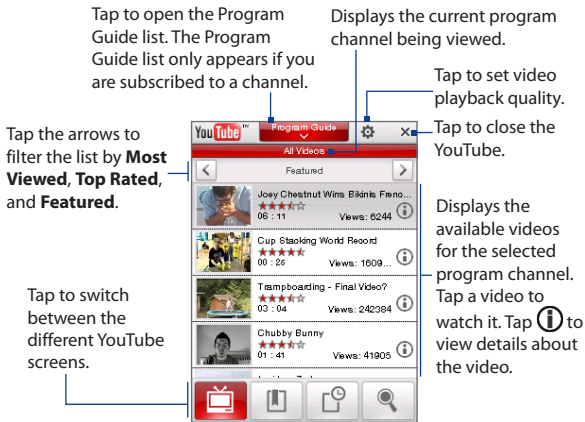 Tap to open the Program
Guide list. The Program
Guide list only appears if you
are subscribed to a channel.
Displays the current program
channel being viewed.
Tap to set video
playback quality.
Tap to close the
YouTube.
Tap the arrows to
filter the list by Most
Viewed, Top Rated,
and Featured.
YouTube ™
Program Guide
All Videos
Featured
Joey Chestnut Wins Bikinis Freno...
06 : 11 Views: 6244
Cup Stacking World Record
00 : 26 Views: 1609...
Trampboarding - Final Video?
03 : 04 Views: 242384
Chubby Bunny
01 : 41 Views: 41905
Displays the
available videos
for the selected
program channel.
Tap a video to
watch it. Tap i to
view details about
the video.
Tap to switch
between the
different YouTube
screens.